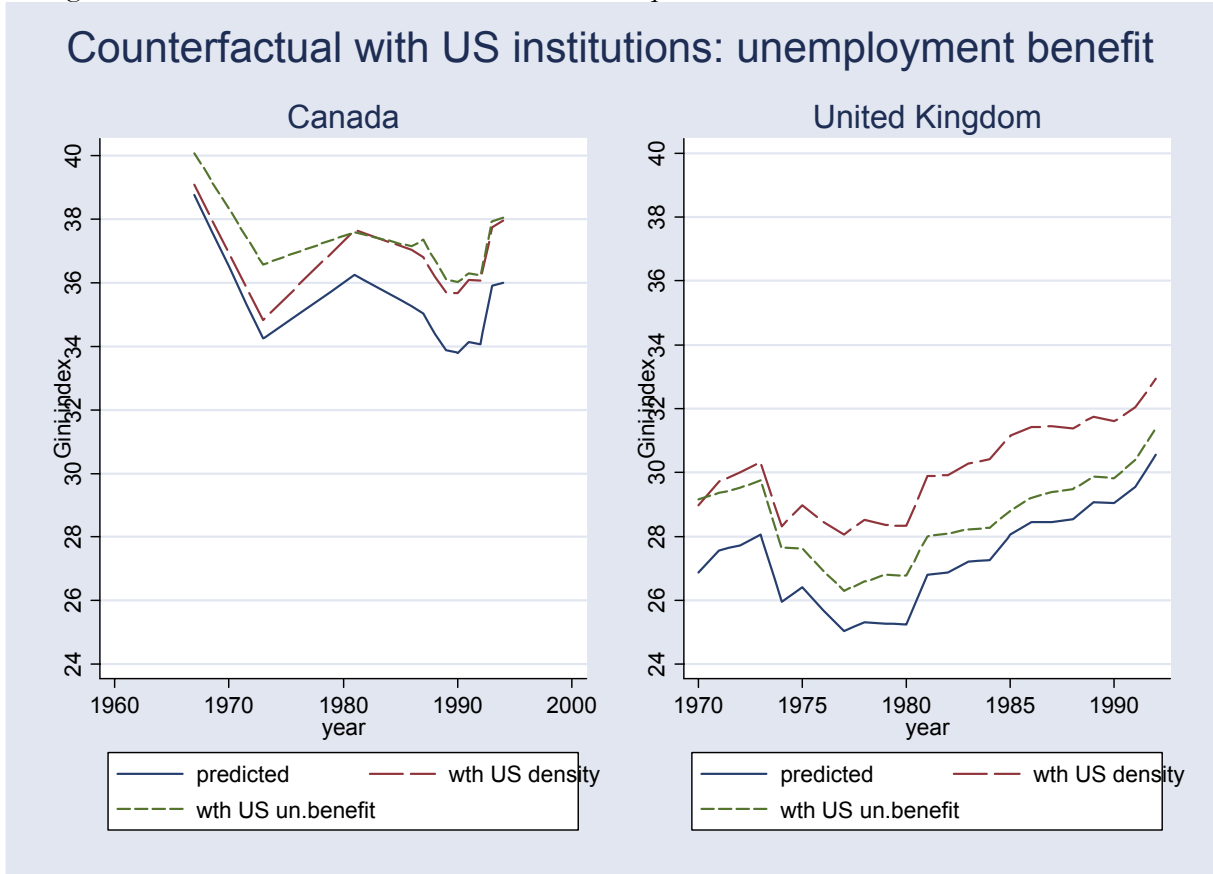 Counterfactual with US institutions: unemployment benefit
Canada
40
38
36
34
32
30
28
26
24
Gini index
1960 1970 1980 1990 2000
year
predicted
wth US density
wth US un.benefit
United Kingdom
40
38
36
34
32
30
28
26
24
Gini index
1970 1975 1980 1985 1990
year
predicted
wth US density
wth US un.benefit